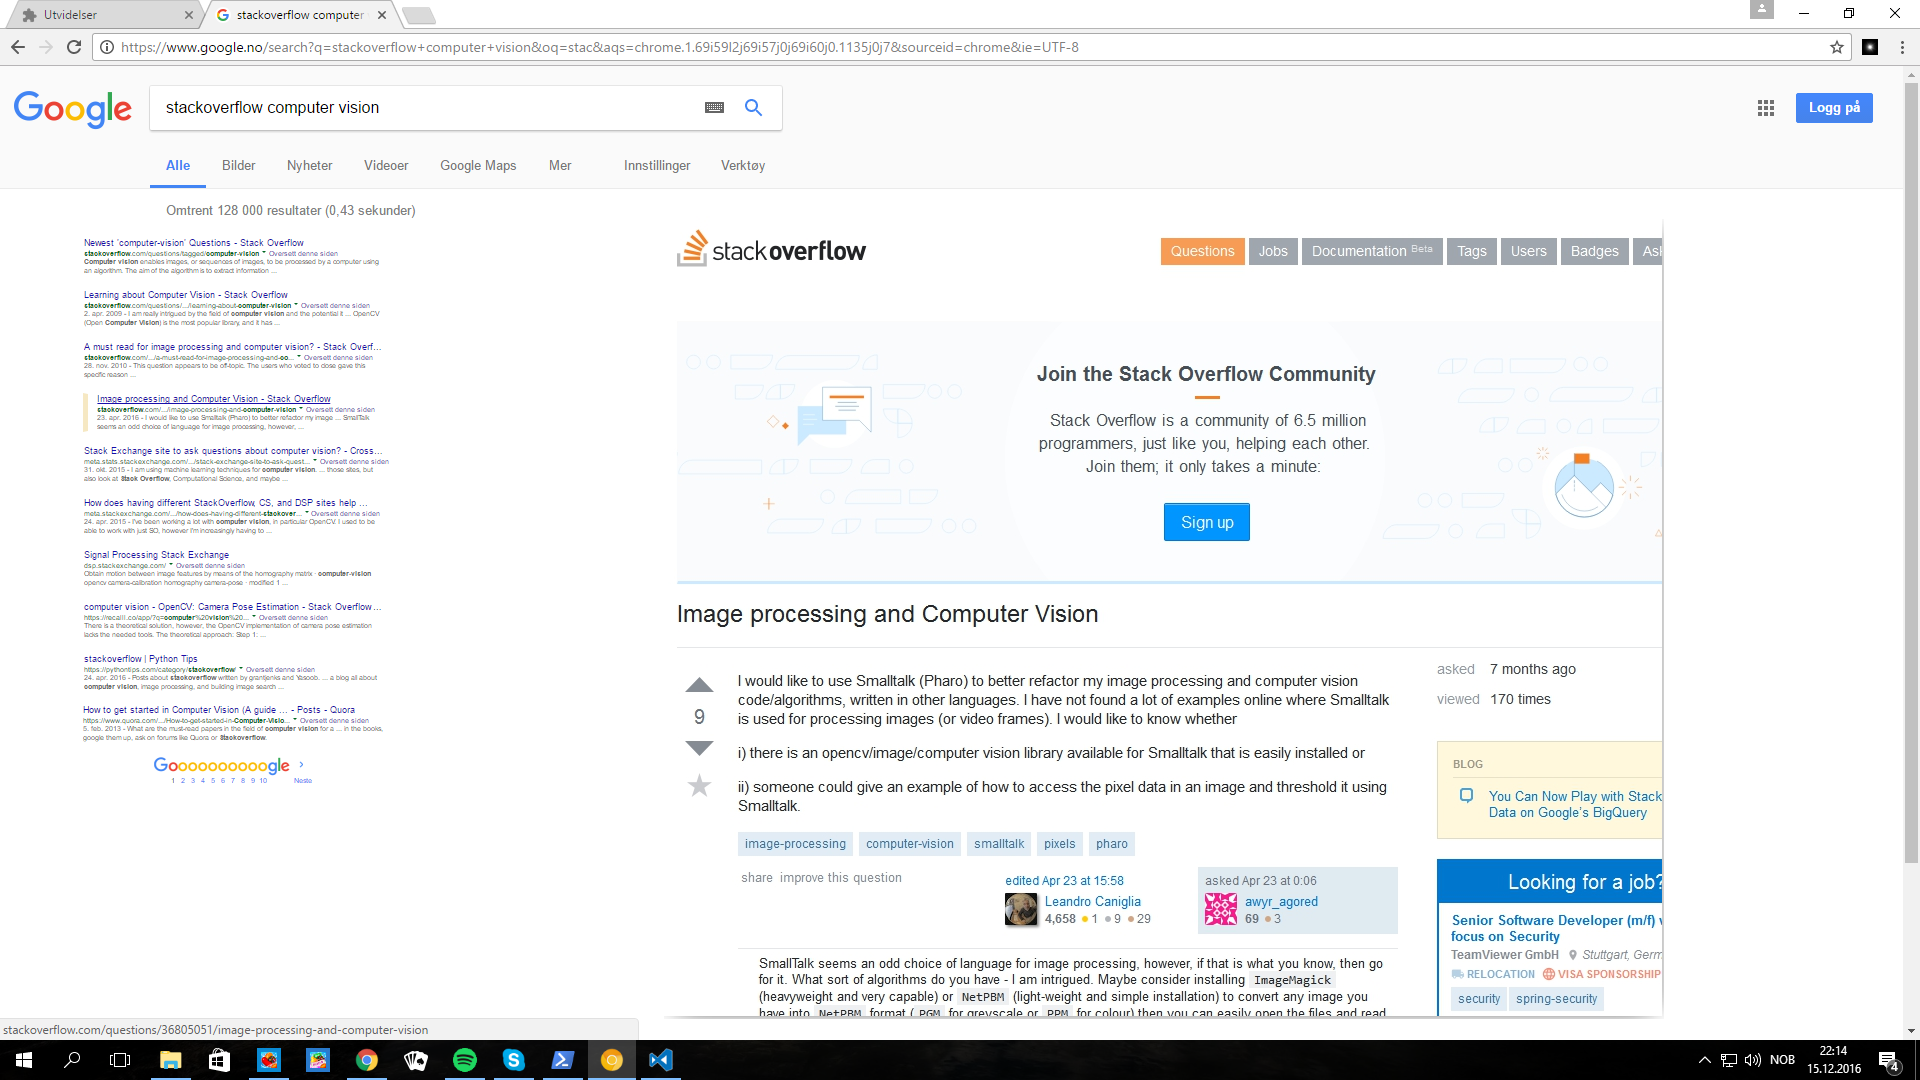 Utvidelser
stackoverflow computer
https://www.google.no/search?q=stackoverflow+computer+vision&oq=stac&aqs=chrome.1.69i59l2j69i57j0j69i60j0.1135j0j7&sourceid=chrome&ie=UTF-8
Google
stackoverflow computer vision
Logg på
Alle Bilder Nyheter Videoer Google Maps Mer Innstillinger Verktøy
Omtrent 128 000 resultater (0,43 sekunder)
Newest 'computer-vision' Questions - Stack Overflow
stackoverflow.com/questions/tagged/computer-vision Oversett denne siden
Computer vision enables images, or sequences of images, to be processed by a computer using
an algorithm. The aim of the algorithm is to extract information ...
Learning about Computer Vision - Stack Overflow
stackoverflow.com/questions/.../learning-about-computer-vision Oversett denne siden
2. apr. 2009 - I am really intrigued by the field of computer vision and the potential it ... OpenCV
(Open Computer Vision) is the most popular library, and it has ...
A must read for image processing and computer vision? - Stack Overf...
stackoverflow.com/.../a-must-read-for-image-processing-and-co... Oversett denne siden
28. nov. 2010 - This question appears to be off-topic. The users who voted to close gave this
specific reason ...
Image processing and Computer Vision - Stack Overflow
stackoverflow.com/.../image-processing-and-computer-vision Oversett denne siden
23. apr. 2016 - I would like to use Smalltalk (Pharo) to better refactor my image ... SmallTalk
seems an odd choice of language for image processing, however, ...
Stack Exchange site to ask questions about computer vision? - Cross...
meta.stats.stackexchange.com/.../stack-exchange-site-to-ask-quest... Oversett denne siden
31. okt. 2015 - I am using machine learning techniques for computer vision. ... those sites, but
also look at Stack Overflow, Computational Science, and maybe ...
How does having different StackOverflow, CS, and DSP sites help ...
meta.stackexchange.com/.../how-does-having-different-stackover... Oversett denne siden
24. apr. 2015 - I've been working a lot with computer vision, in particular OpenCV. I used to be
able to work with just SO, however I'm increasingly having to ...
Signal Processing Stack Exchange
dsp.stackexchange.com/ Oversett denne siden
Obtain motion between image features by means of the homography matrix · computer-vision
opencv camera-calibration homography camera-pose · modified 1 ...
computer vision - OpenCV: Camera Pose Estimation - Stack Overflow ...
https://recalll.co/app/?q=computer%20vision%20... Oversett denne siden
There is a theoretical solution, however, the OpenCV implementation of camera pose estimation
lacks the needed tools. The theoretical approach: Step 1: ...
stackoverflow | Python Tips
https://pythontips.com/category/stackoverflow/ Oversett denne siden
24. apr. 2016 - Posts about stackoverflow written by grantjenks and Yasoob. ... a blog all about
computer vision, image processing, and building image search ...
How to get started in Computer Vision (A guide ... - Posts - Quora
https://www.quora.com/.../How-to-get-started-in-Computer-Visio... Oversett denne siden
5. feb. 2013 - What are the must-read papers in the field of computer vision for a ... in the books,
google them up, ask on forums like Quora or Stackoverflow.
Goooooooooogle >
1 2 3 4 5 6 7 8 9 10 Neste
stackoverflow
Questions Jobs Documentation Beta Tags Users Badges Ask
Join the Stack Overflow Community
Stack Overflow is a community of 6.5 million
programmers, just like you, helping each other.
Join them; it only takes a minute:
Sign up
Image processing and Computer Vision
9
I would like to use Smalltalk (Pharo) to better refactor my image processing and computer vision
code/algorithms, written in other languages. I have not found a lot of examples online where Smalltalk
is used for processing images (or video frames). I would like to know whether
i) there is an opencv/image/computer vision library available for Smalltalk that is easily installed or
ii) someone could give an example of how to access the pixel data in an image and threshold it using
Smalltalk.
image-processing computer-vision smalltalk pixels pharo
share improve this question
edited Apr 23 at 15:58
Leandro Caniglia
4,658 1 9 29
asked Apr 23 at 0:06
awyr_agored
69 3
SmallTalk seems an odd choice of language for image processing, however, if that is what you know, then go
for it. What sort of algorithms do you have - I am intrigued. Maybe consider installing ImageMagick
(heavyweight and very capable) or NetPBM (light-weight and simple installation) to convert any image you
have into NetPBM format ( PGM for greyscale or PPM for colour) then you can easily open the files and read
asked 7 months ago
viewed 170 times
BLOG
You Can Now Play with Stack
Data on Google's BigQuery
Looking for a job?
Senior Software Developer (m/f) w
focus on Security
TeamViewer GmbH Stuttgart, Germ
RELOCATION VISA SPONSORSHIP
security spring-security
stackoverflow.com/questions/36805051/image-processing-and-computer-vision
NOB
22:14
15.12.2016
4